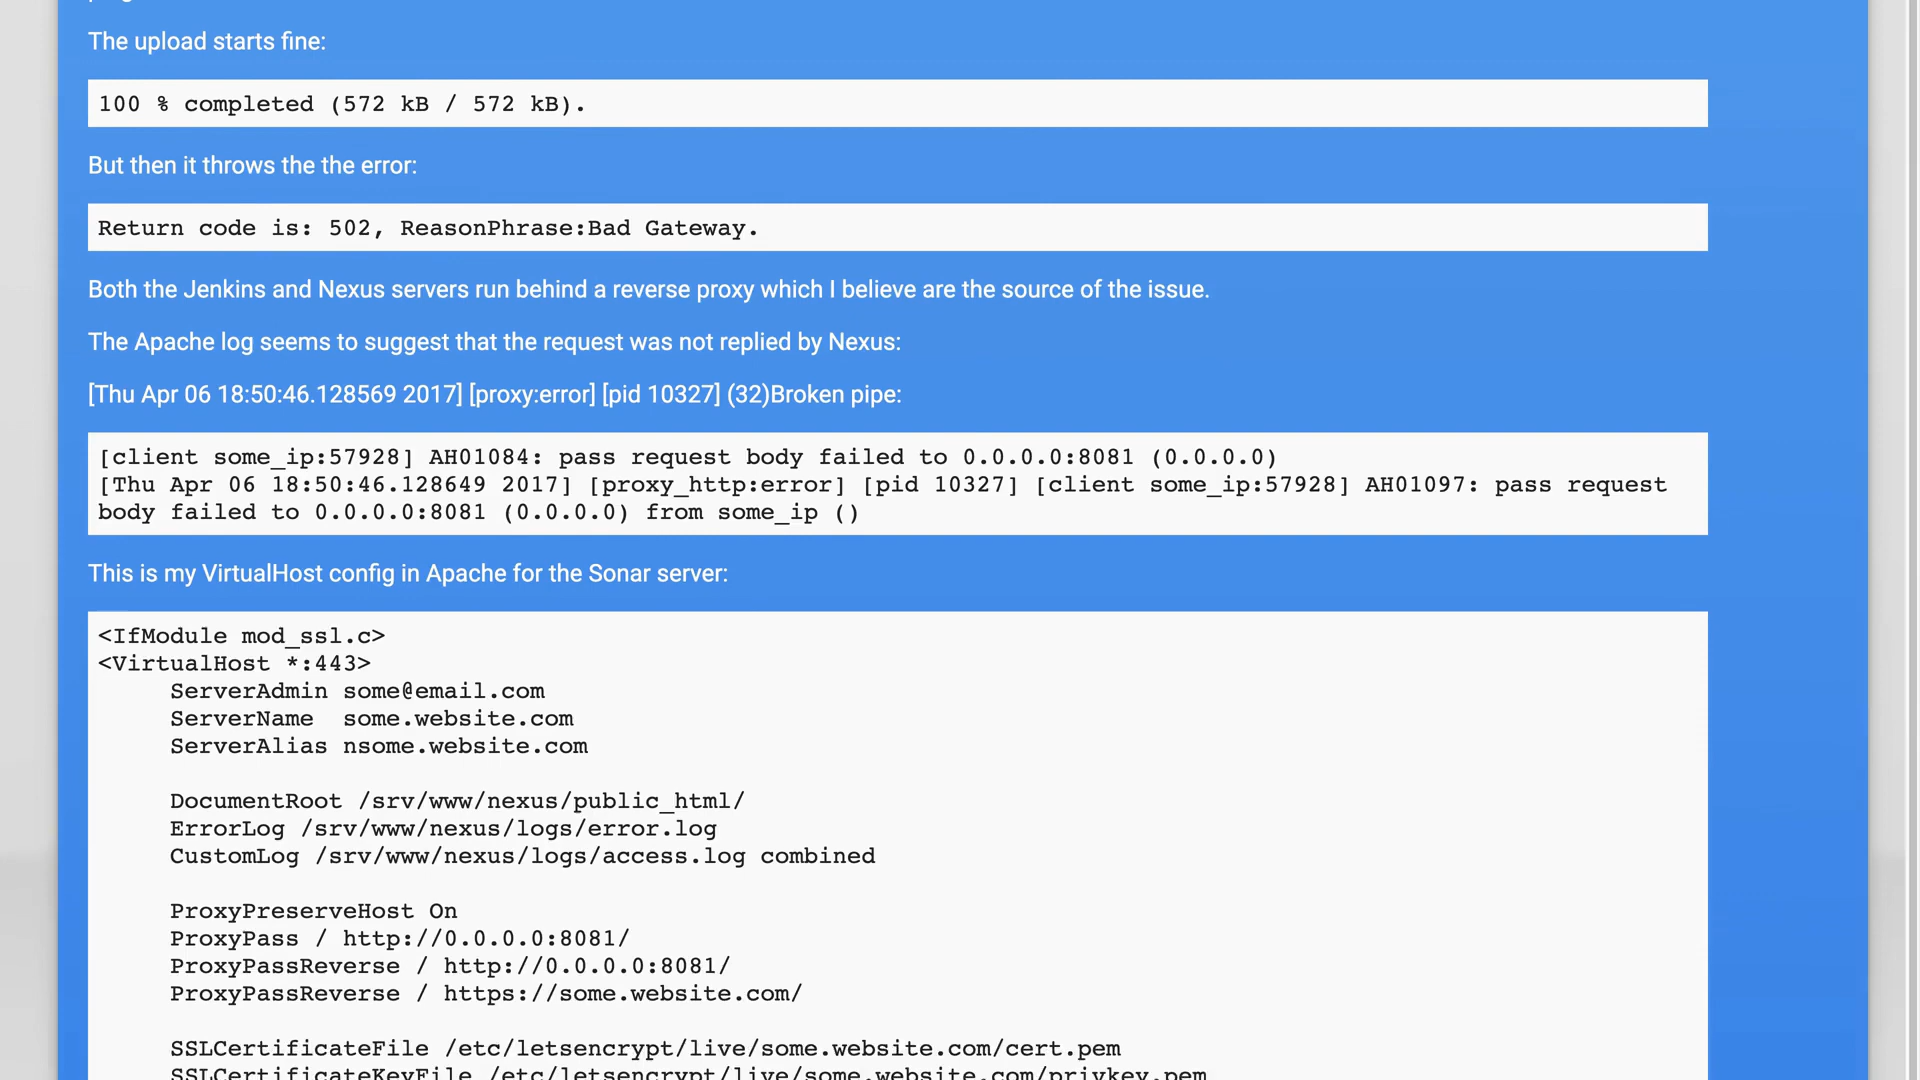 The upload starts fine:
100 % completed (572 kB / 572 kB).
But then it throws the the error:
Return code is: 502, ReasonPhrase:Bad Gateway.
Both the Jenkins and Nexus servers run behind a reverse proxy which I believe are the source of the issue.
The Apache log seems to suggest that the request was not replied by Nexus:
[Thu Apr 06 18:50:46.128569 2017] [proxy:error] [pid 10327] (32)Broken pipe:
[client some_ip:57928] AH01084: pass request body failed to 0.0.0.0:8081 (0.0.0.0)
[Thu Apr 06 18:50:46.128649 2017] [proxy_http:error] [pid 10327] [client some_ip:57928] AH01097: pass request
body failed to 0.0.0.0:8081 (0.0.0.0) from some_ip ()
This is my VirtualHost config in Apache for the Sonar server:
<IfModule mod_ssl.c>
<VirtualHost *:443>
ServerAdmin some@email.com
ServerName  some.website.com
ServerAlias nsome.website.com
DocumentRoot /srv/www/nexus/public_html/
ErrorLog /srv/www/nexus/logs/error.log
CustomLog /srv/www/nexus/logs/access.log combined
ProxyPreserveHost On
ProxyPass / http://0.0.0.0:8081/
ProxyPassReverse / http://0.0.0.0:8081/
ProxyPassReverse / https://some.website.com/
SSLCertificateFile /etc/letsencrypt/live/some.website.com/cert.pem
SSLCertificateKeyFile /etc/letsencrypt/live/some.website.com/privkey.pem